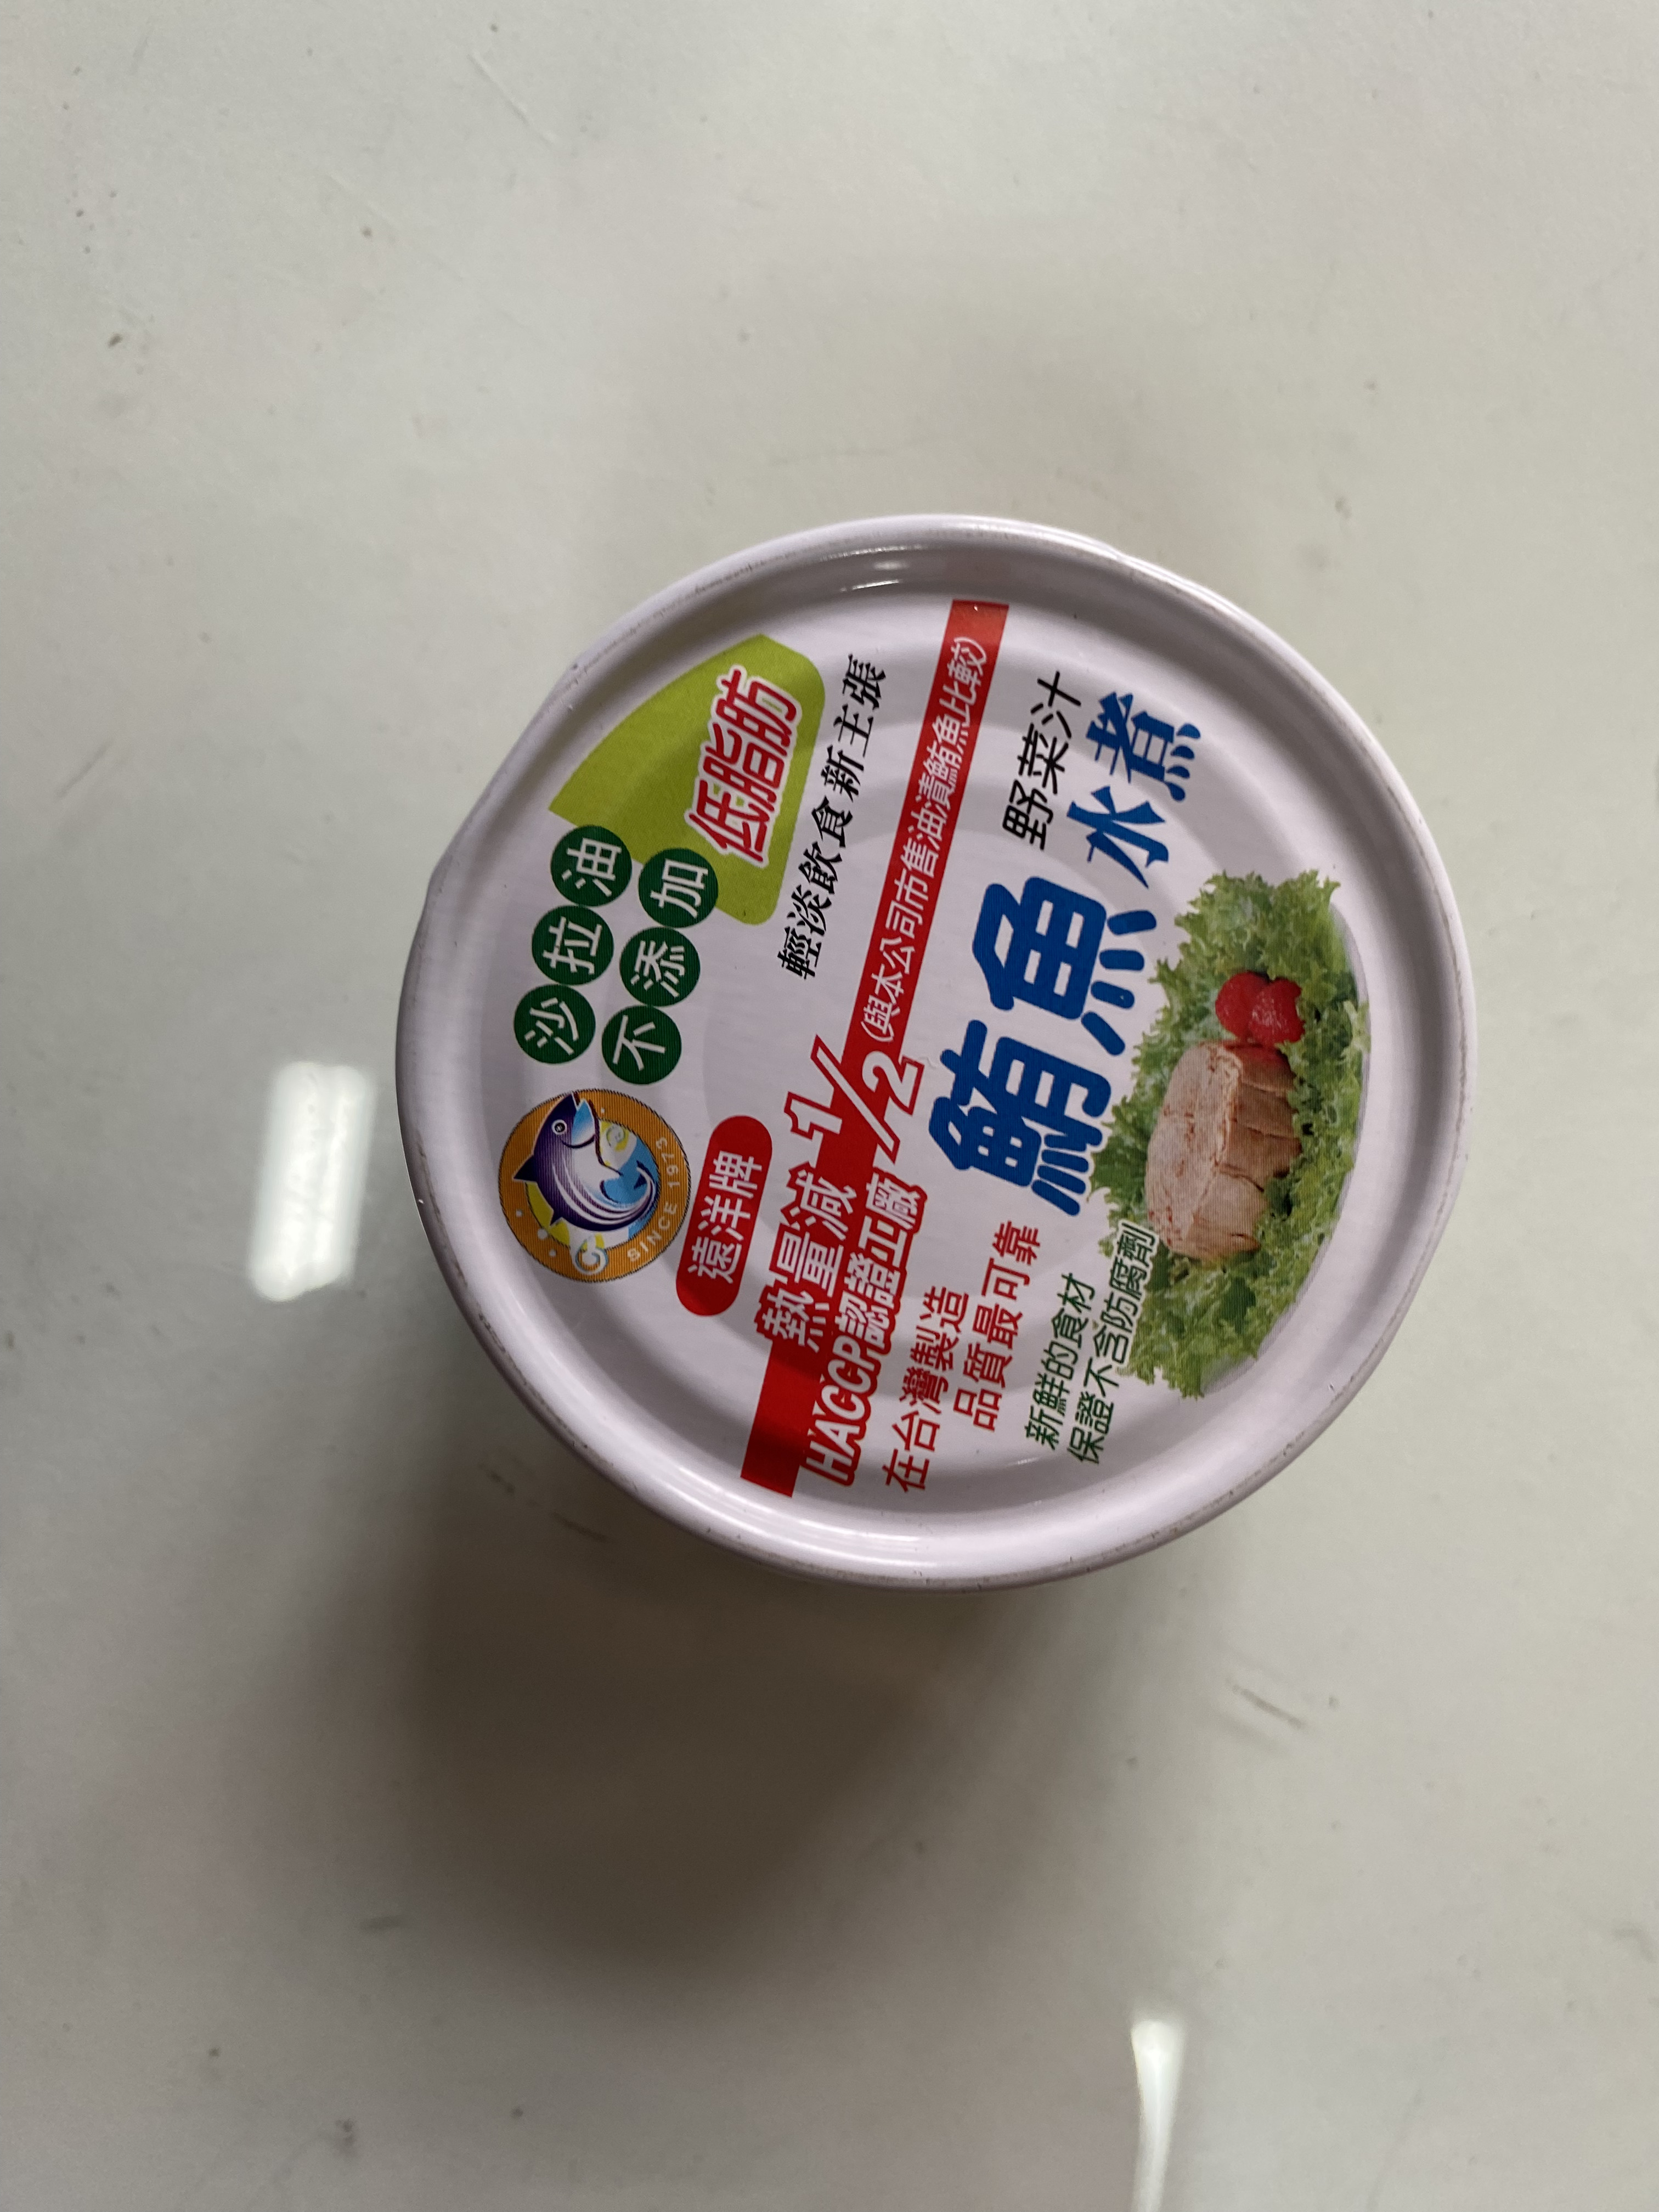 SINCE 1973
沙拉油
不添加
低脂肪
遠洋牌
輕淡飲食新主張
熱量減1/2(與本公司市售油漬鮪魚比較)
HACCP認證工廠
在台灣製造
品質最可靠
野菜汁
鮪魚水煮
新鮮的食材
保證不含防腐劑